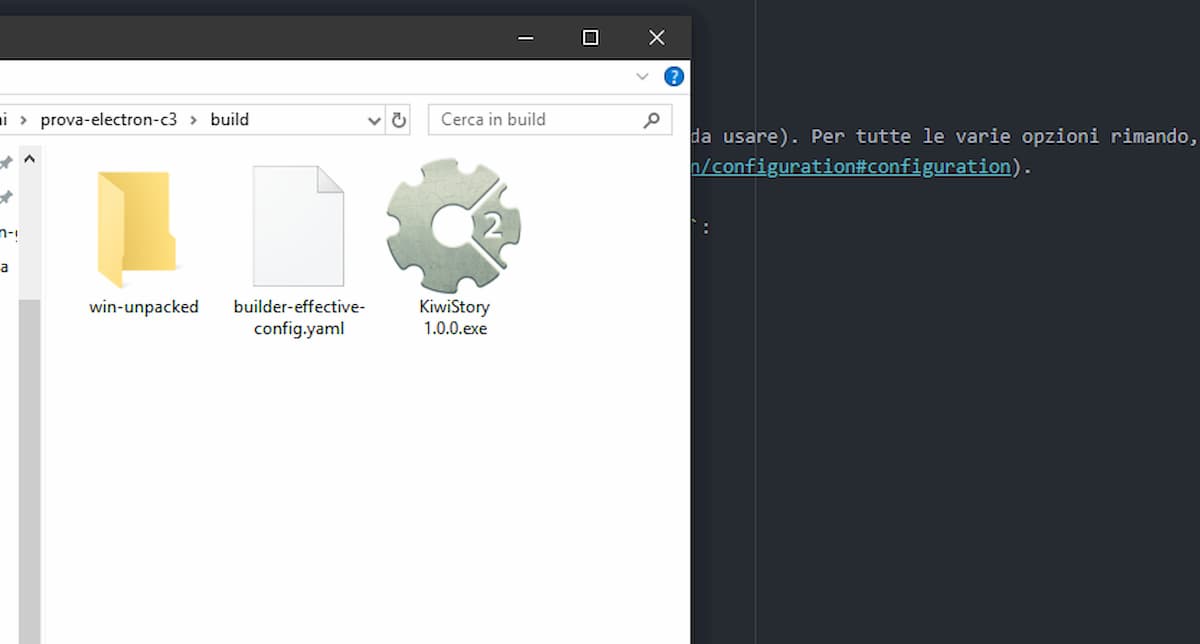 prova-electron-c3 > build
Cerca in build
da usare). Per tutte le varie opzioni rimando,
n/configuration#configuration).
`:
win-unpacked
builder-effective-
config.yaml
KiwiStory
1.0.0.exe
2
?